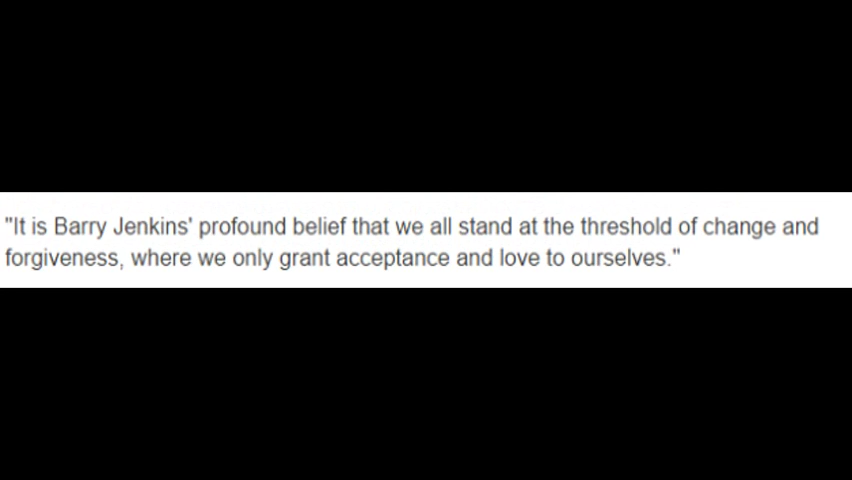 "It is Barry Jenkins' profound belief that we all stand at the threshold of change and
forgiveness, where we only grant acceptance and love to ourselves."